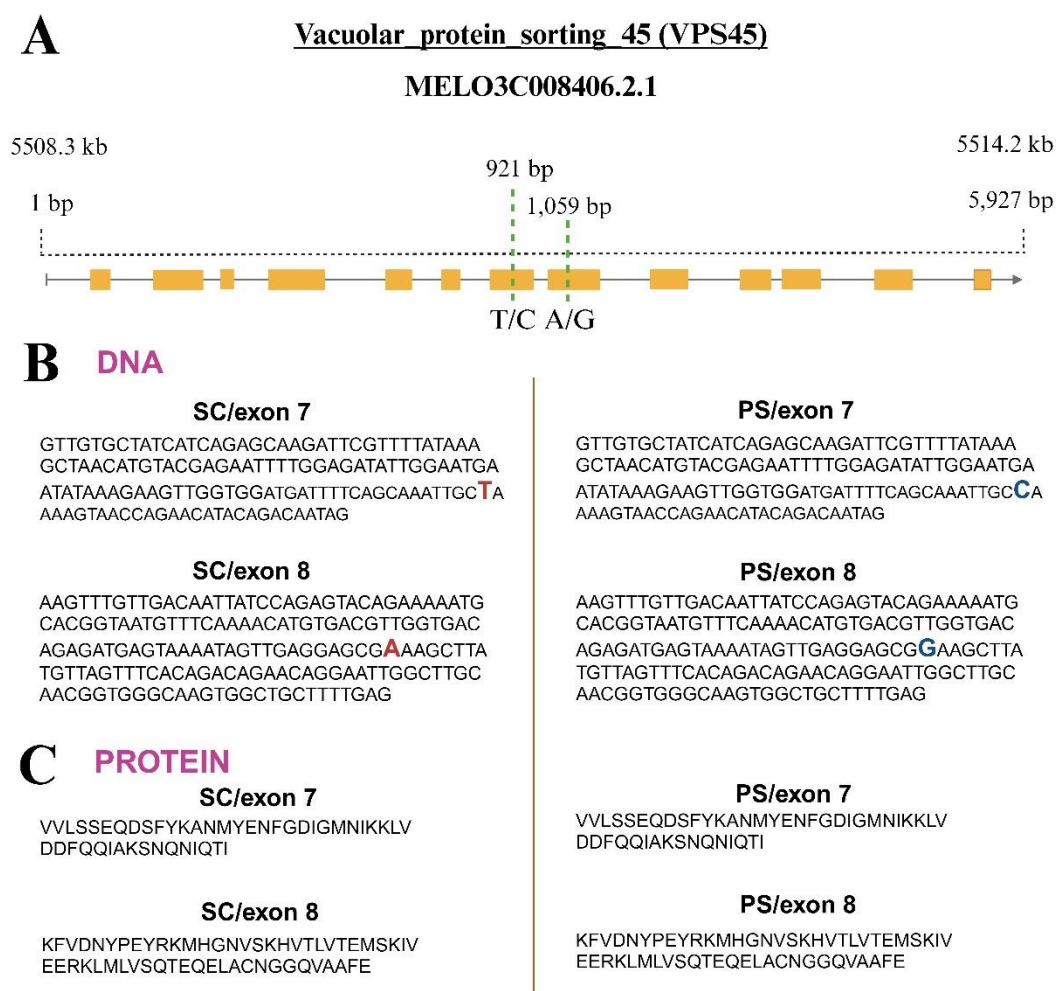 A
Vacuolar_protein_sorting_45 (VPS45)
MELO3C008406.2.1
5508.3 kb
5514.2 kb
921 bp
1 bp
1,059 bp
5,927 bp
T/C A/G
B DNA
SC/exon 7
GTTGTGCTATCATCAGAGCAAGATTCGTTTTATAAA
GCTAACATGTACGAGAATTTTGGAGATATTGGAATGA
ATATAAAGAAGTTGGTGGATGATTTTCAGCAAATTGCTA
AAAGTAACCAGAACATACAGACAATAG
SC/exon 8
AAGTTTGTTGACAATTATCCAGAGTACAGAAAAATG
CACGGTAATGTTTCAAAACATGTGACGTTGGTGAC
AGAGATGAGTAAAATAGTTGAGGAGCGAAAGCTTA
TGTTAGTTTCACAGACAGAACAGGAATTGGCTTGC
AACGGTGGGCAAGTGGCTGCTTTTGAG
PS/exon 7
GTTGTGCTATCATCAGAGCAAGATTCGTTTTATAAA
GCTAACATGTACGAGAATTTTGGAGATATTGGAATGA
ATATAAAGAAGTTGGTGGATGATTTTCAGCAAATTGCCA
AAAGTAACCAGAACATACAGACAATAG
PS/exon 8
AAGTTTGTTGACAATTATCCAGAGTACAGAAAAATG
CACGGTAATGTTTCAAAACATGTGACGTTGGTGAC
AGAGATGAGTAAAATAGTTGAGGAGCGGAAGCTTA
TGTTAGTTTCACAGACAGAACAGGAATTGGCTTGC
AACGGTGGGCAAGTGGCTGCTTTTGAG
C PROTEIN
SC/exon 7
VVLSSEQDSFYKANMYENFGDIGMNIKKLV
DDFQQIAKSNQNIQTI
SC/exon 8
KFVDNYPEYRKMHGNVSKHVTLVTEMSKIV
EERKLMLVSQTEQELACNGGQVAAFE
PS/exon 7
VVLSSEQDSFYKANMYENFGDIGMNIKKLV
DDFQQIAKSNQNIQTI
PS/exon 8
KFVDNYPEYRKMHGNVSKHVTLVTEMSKIV
EERKLMLVSQTEQELACNGGQVAAFE